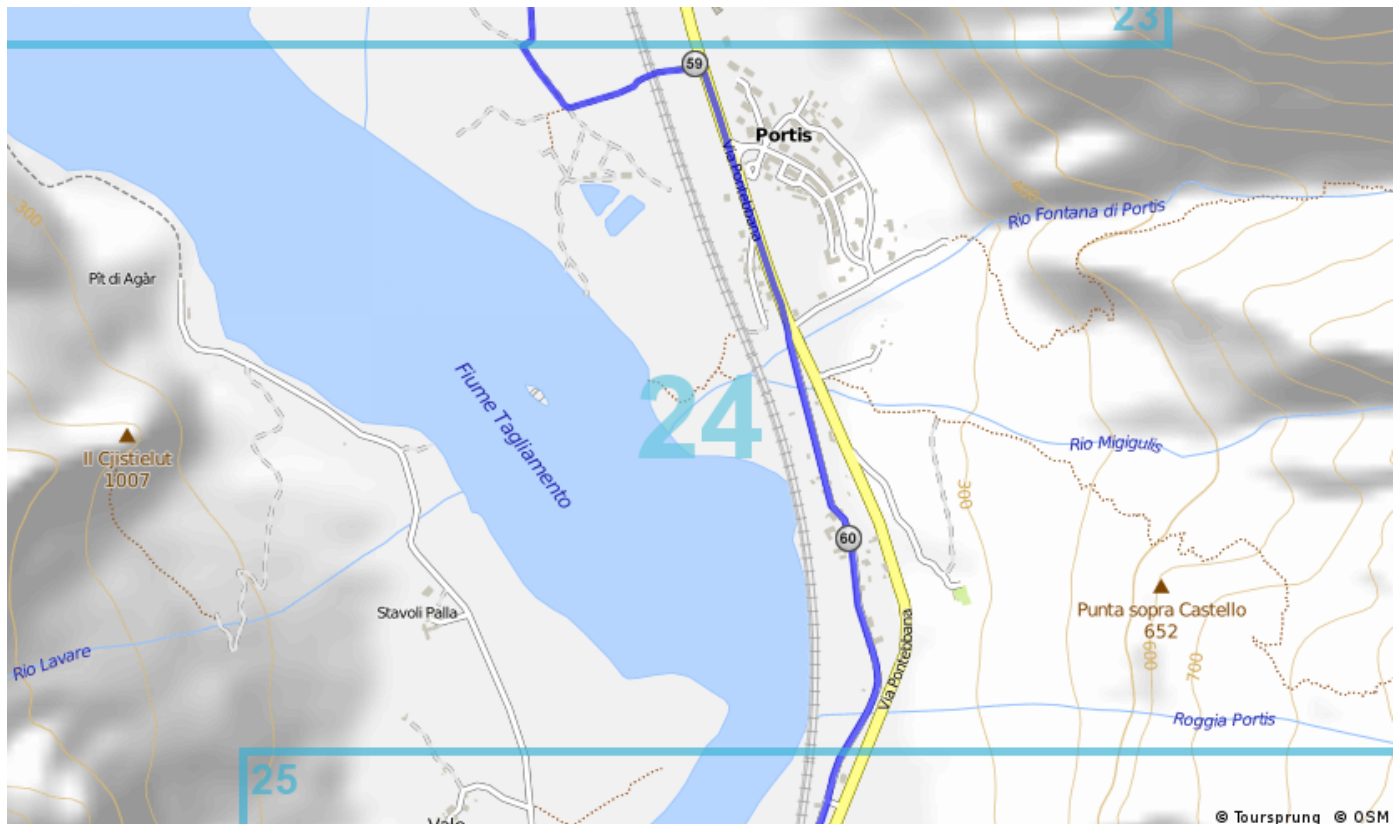 23
59
Portis
Via Pontebbana
Rio Fontana di Portis
400
300
Pît di Agâr
Fiume Tagliamento
24
Il Cjistielut
1007
Rio Migigulis
300
60
Stavoli Palla
Punta sopra Castello
652
Rio Lavare
600
700
Via Pontebbana
Roggia Portis
25
© Toursprung © OSM